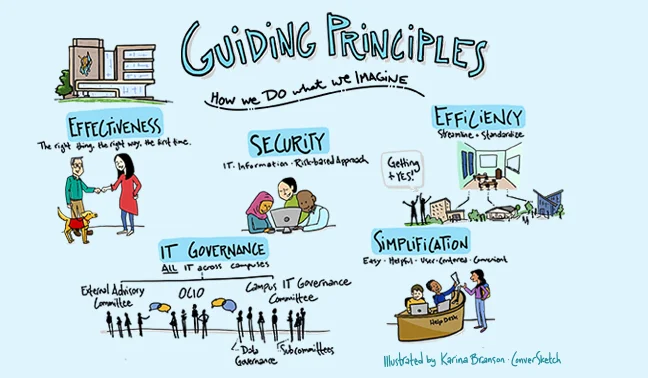 GUIDING PRINCIPLES
HOW WE DO WHAT WE IMAGINE
EFFECTIVENESS
The right thing, the right way, the first time.
SECURITY
IT · Information · Risk-based Approach
EFFICIENCY
Streamline + Standardize
Getting
to YES!
IT GOVERNANCE
ALL IT across campuses
External Advisory
Committee
OCIO
Campus IT Governance
Committee
Data
Governance
Subcommittees
SIMPLIFICATION
Easy · Helpful · User-Centered · Convenient
Help Desk
Illustrated by Karina Branson · ConverSketch